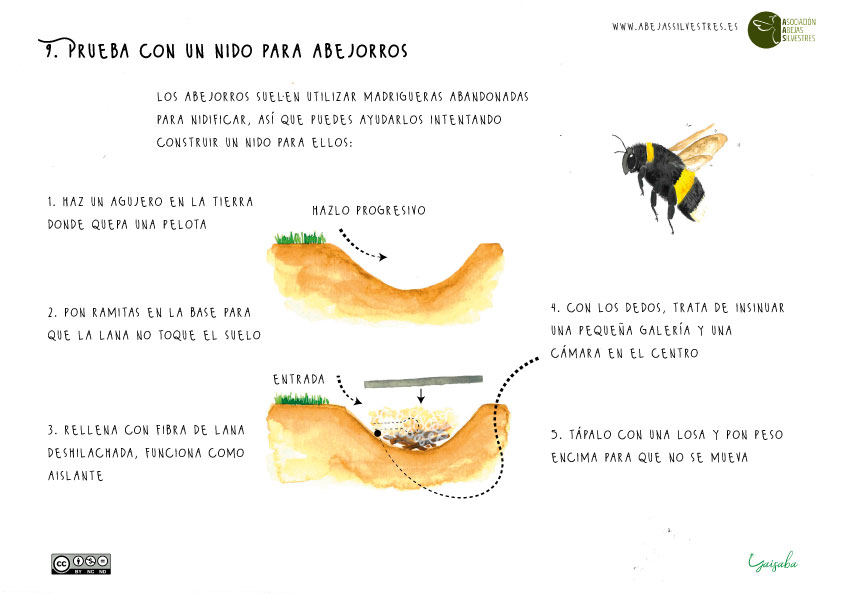 WWW.ABEJASSILVESTRES.ES
ASOCIACIÓN
ABEJAS
SILVESTRES
9. PRUEBA CON UN NIDO PARA ABEJORROS
LOS ABEJORROS SUELEN UTILIZAR MADRIGUERAS ABANDONADAS
PARA NIDIFICAR, ASÍ QUE PUEDES AYUDARLOS INTENTANDO
CONSTRUIR UN NIDO PARA ELLOS:
1. HAZ UN AGUJERO EN LA TIERRA
DONDE QUEPA UNA PELOTA
HAZLO PROGRESIVO
2. PON RAMITAS EN LA BASE PARA
QUE LA LANA NO TOQUE EL SUELO
ENTRADA
3. RELLENA CON FIBRA DE LANA
DESHILACHADA, FUNCIONA COMO
AISLANTE
4. CON LOS DEDOS, TRATA DE INSINUAR
UNA PEQUEÑA GALERÍA Y UNA
CÁMARA EN EL CENTRO
5. TÁPALO CON UNA LOSA Y PON PESO
ENCIMA PARA QUE NO SE MUEVA
cc
BY NC ND
Yaisaba